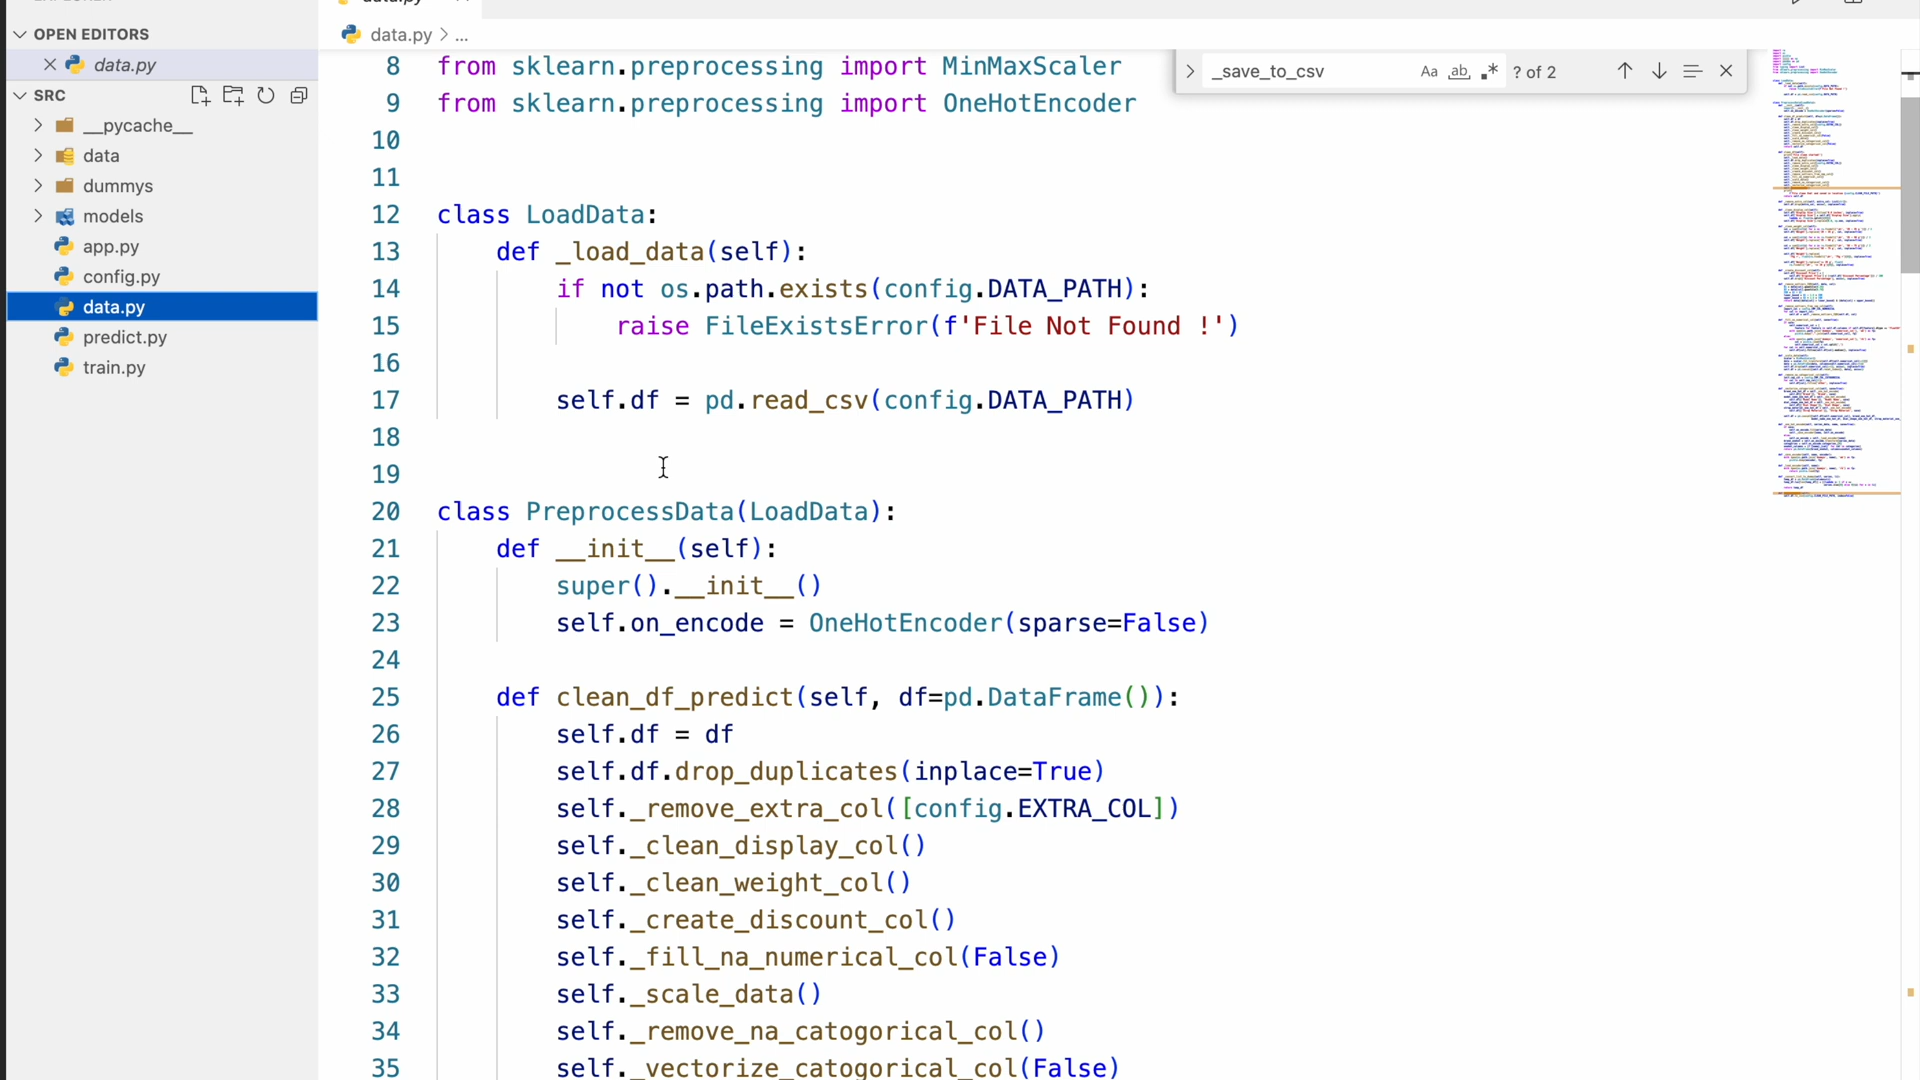 OPEN EDITORS
data.py
SRC
__pycache__
data
dummys
models
app.py
config.py
data.py
predict.py
train.py
data.py
data.py > ...
_save_to_csv
Aa ab .* ? of 2
8 from sklearn.preprocessing import MinMaxScaler
9 from sklearn.preprocessing import OneHotEncoder
10
11
12 class LoadData:
13     def _load_data(self):
14         if not os.path.exists(config.DATA_PATH):
15             raise FileExistsError(f'File Not Found !')
16
17         self.df = pd.read_csv(config.DATA_PATH)
18
19
20 class PreprocessData(LoadData):
21     def __init__(self):
22         super().__init__()
23         self.on_encode = OneHotEncoder(sparse=False)
24
25     def clean_df_predict(self, df=pd.DataFrame()):
26         self.df = df
27         self.df.drop_duplicates(inplace=True)
28         self._remove_extra_col([config.EXTRA_COL])
29         self._clean_display_col()
30         self._clean_weight_col()
31         self._create_discount_col()
32         self._fill_na_numerical_col(False)
33         self._scale_data()
34         self._remove_na_catogorical_col()
35         self._vectorize_catogorical_col(False)